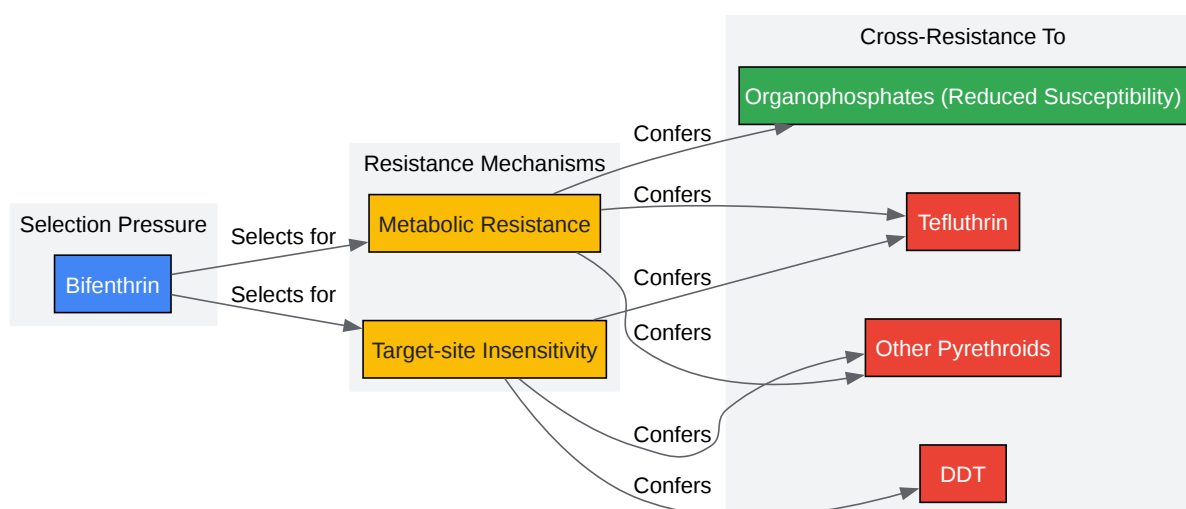 Cross-Resistance To
Organophosphates (Reduced Susceptibility)
Confers
Resistance Mechanisms
Confers
Metabolic Resistance
Tefluthrin
Selection Pressure
Selects for
Bifenthrin
Confers
Selects for
Confers
Target-site Insensitivity
Other Pyrethroids
Confers
DDT
Confers